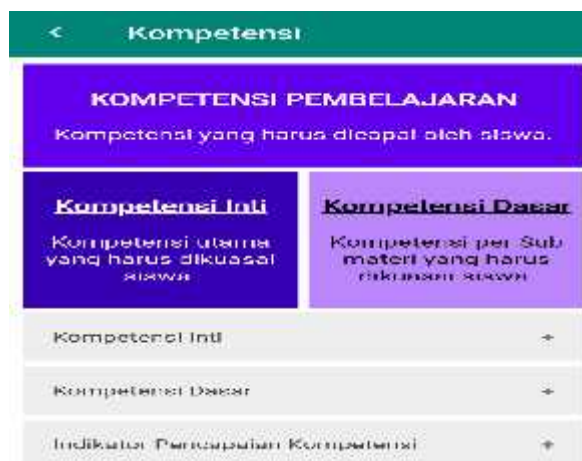 < Kompetensi
KOMPETENSI PEMBELAJARAN
Kompetensi yang harus dicapai oleh siswa.
Kompetensi Inti
Kompetensi utama
yang harus dikuasai
siswa
Kompetensi Dasar
Kompetensi per Sub
materi yang harus
dikuasai siswa
Kompetensi Inti +
Kompetensi Dasar +
Indikator Pencapaian Kompetensi +